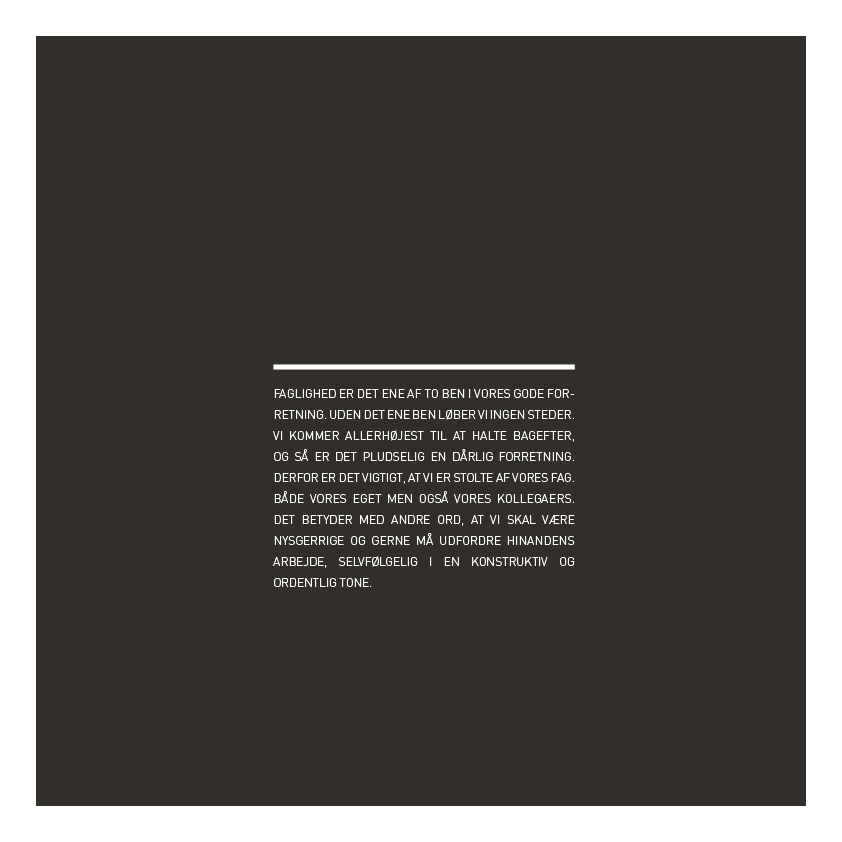 FAGLIGHED ER DET ENE AF TO BEN I VORES GODE FOR-
RETNING. UDEN DET ENE BEN LØBER VI INGEN STEDER.
VI KOMMER ALLERHØJEST TIL AT HALTE BAGEFTER,
OG SÅ ER DET PLUDSELIG EN DÅRLIG FORRETNING.
DERFOR ER DET VIGTIGT, AT VI ER STOLTE AF VORES FAG.
BÅDE VORES EGET MEN OGSÅ VORES KOLLEGAERS.
DET BETYDER MED ANDRE ORD, AT VI SKAL VÆRE
NYSGERRIGE OG GERNE MÅ UDFORDRE HINANDENS
ARBEJDE, SELVFØLGELIG I EN KONSTRUKTIV OG
ORDENTLIG TONE.